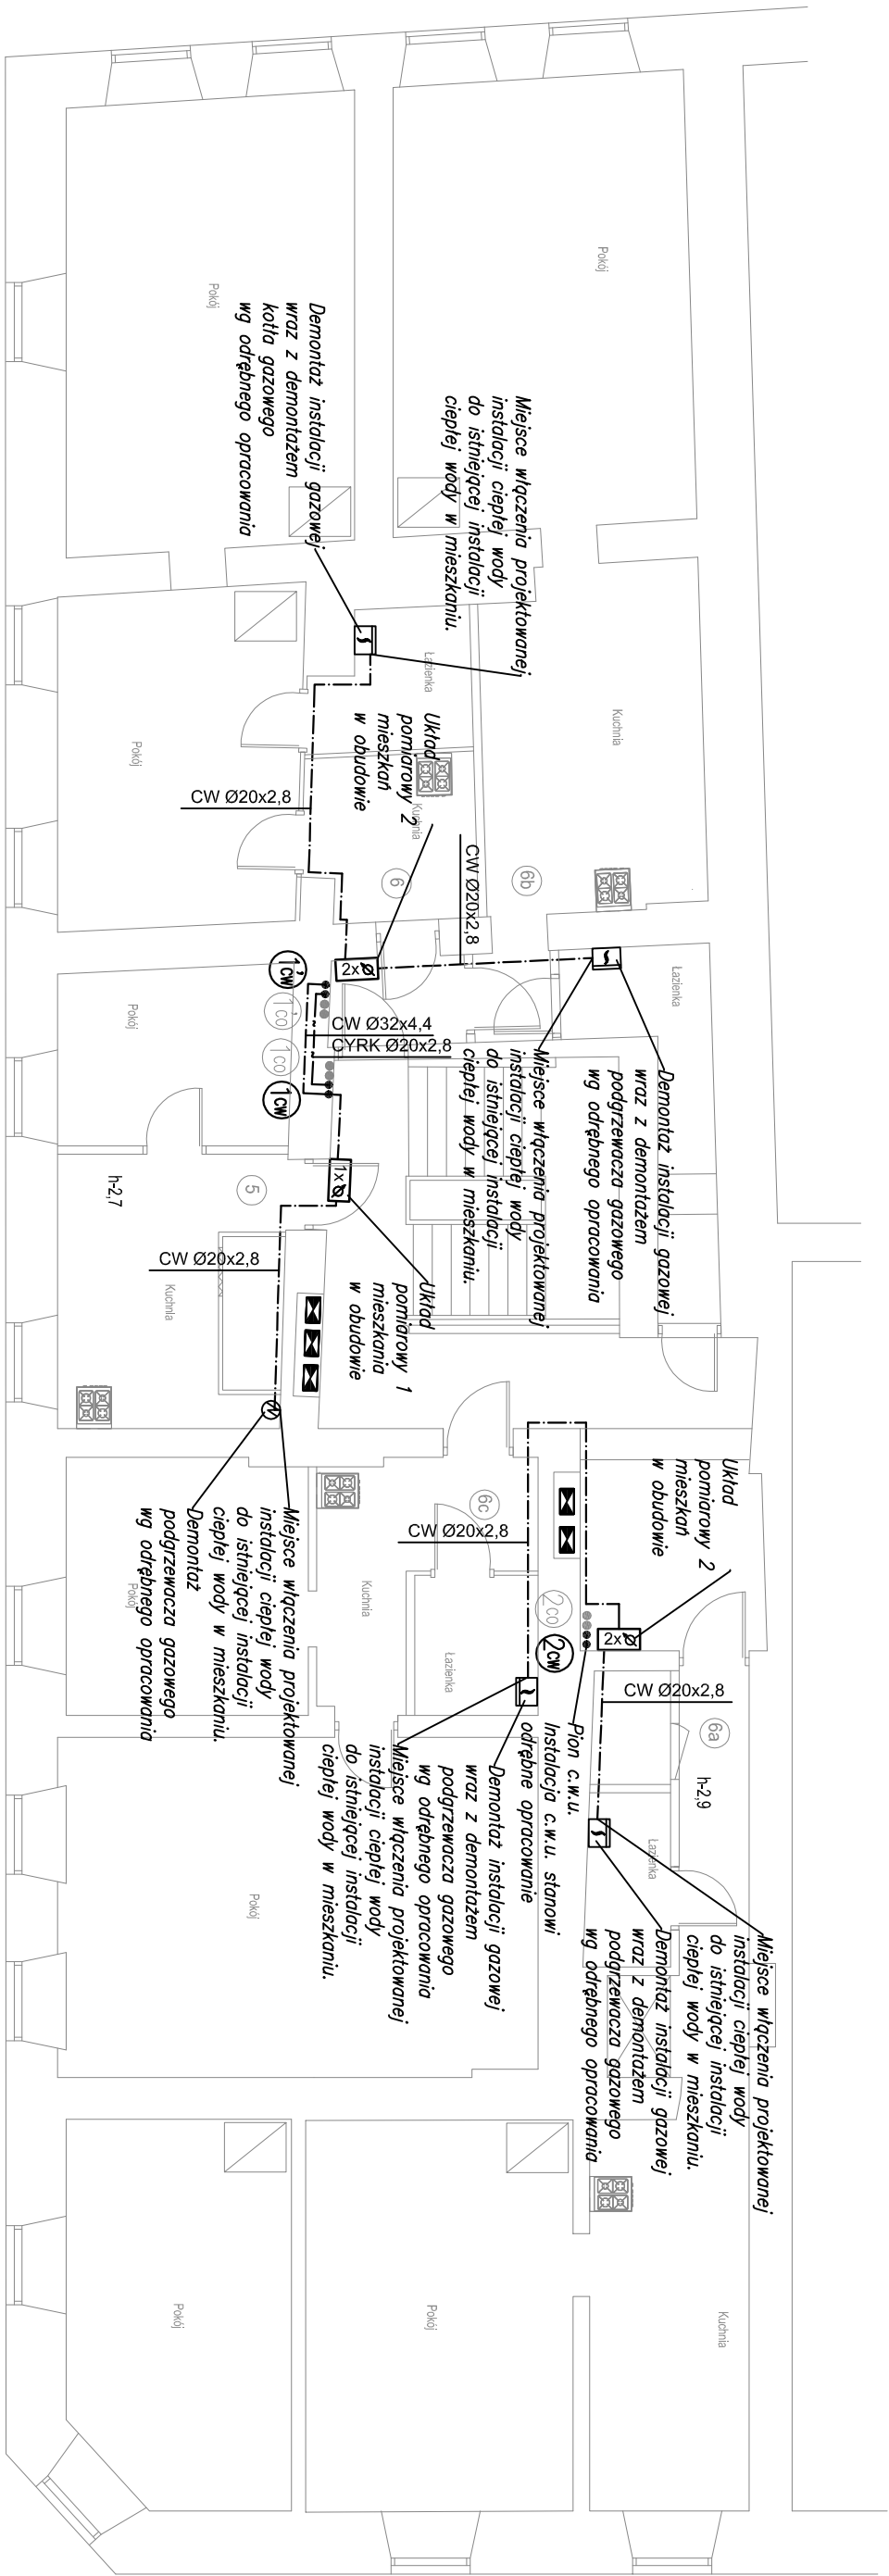 Pokój
Pokój
Demontaż instalacji gazowej
wraz z demontażem
kotła gazowego
wg odrębnego opracowania
Miejsce włączenia projektowanej
instalacji ciepłej wody
do istniejącej instalacji
ciepłej wody w mieszkaniu.
Łazienka
Kuchnia
Pokój
Układ
pomiarowy 2
mieszkań
w obudowie
Kuchnia
CW Ø20x2,8
CW Ø20x2,8
6
6b
2xØ
Łazienka
1'cw
1'co
1co
1cw
CW Ø32x4,4
CYRK Ø20x2,8
Pokój
Miejsce włączenia projektowanej
instalacji ciepłej wody
do istniejącej instalacji
ciepłej wody w mieszkaniu.
Demontaż instalacji gazowej
wraz z demontażem
podgrzewacza gazowego
wg odrębnego opracowania
1xØ
5
h-2,7
CW Ø20x2,8
Kuchnia
Układ
pomiarowy 1
mieszkania
w obudowie
Układ
pomiarowy 2
mieszkań
w obudowie
6c
CW Ø20x2,8
Miejsce włączenia projektowanej
instalacji ciepłej wody
do istniejącej instalacji
ciepłej wody w mieszkaniu.
Demontaż
podgrzewacza gazowego
wg odrębnego opracowania
Pokój
Kuchnia
Łazienka
2co
2cw
2xØ
CW Ø20x2,8
6a
h-2,9
Łazienka
Pion c.w.u.
Instalacja c.w.u. stanowi
odrębne opracowanie
Demontaż instalacji gazowej
wraz z demontażem
podgrzewacza gazowego
wg odrębnego opracowania
Miejsce włączenia projektowanej
instalacji ciepłej wody
do istniejącej instalacji
ciepłej wody w mieszkaniu.
Pokój
Miejsce włączenia projektowanej
instalacji ciepłej wody
do istniejącej instalacji
ciepłej wody w mieszkaniu.
Demontaż instalacji gazowej
wraz z demontażem
podgrzewacza gazowego
wg odrębnego opracowania
Pokój
Pokój
Kuchnia